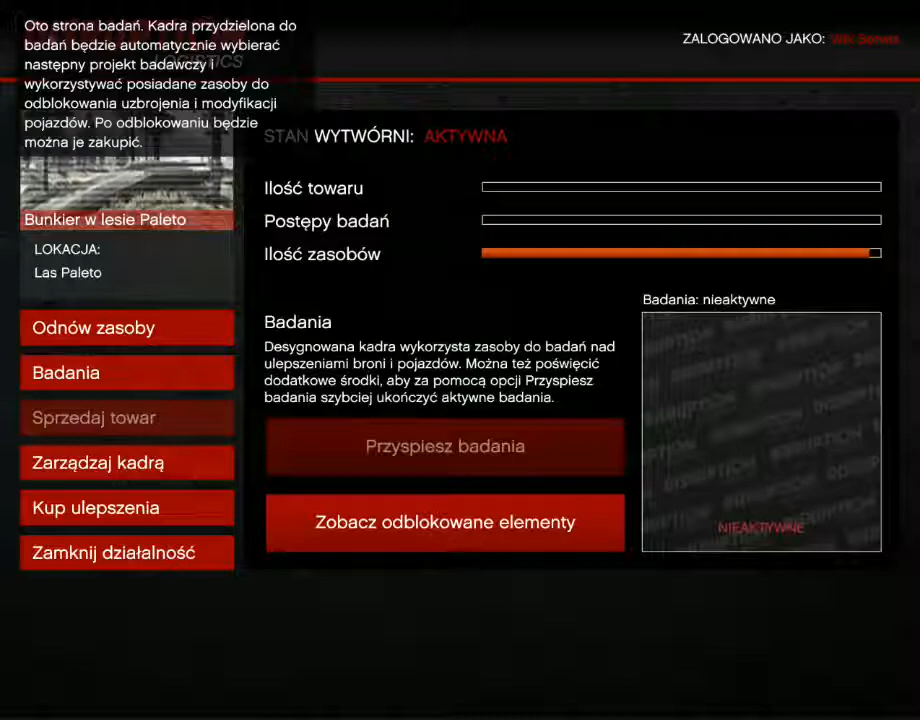 Oto strona badań. Kadra przydzielona do
badań będzie automatycznie wybierać
następny projekt badawczy i
wykorzystywać posiadane zasoby do
odblokowania uzbrojenia i modyfikacji
pojazdów. Po odblokowaniu będzie
można je zakupić.
LOGISTICS
ZALOGOWANO JAKO:
STAN WYTWÓRNI: AKTYWNA
Ilość towaru
Postępy badań
Ilość zasobów
Bunkier w lesie Paleto
LOKACJA:
Las Paleto
Odnów zasoby
Badania
Sprzedaj towar
Zarządzaj kadrą
Kup ulepszenia
Zamknij działalność
Badania
Desygnowana kadra wykorzysta zasoby do badań nad
ulepszeniami broni i pojazdów. Można też poświęcić
dodatkowe środki, aby za pomocą opcji Przyspiesz
badania szybciej ukończyć aktywne badania.
Przyspiesz badania
Zobacz odblokowane elementy
Badania: nieaktywne
NIEAKTYWNE